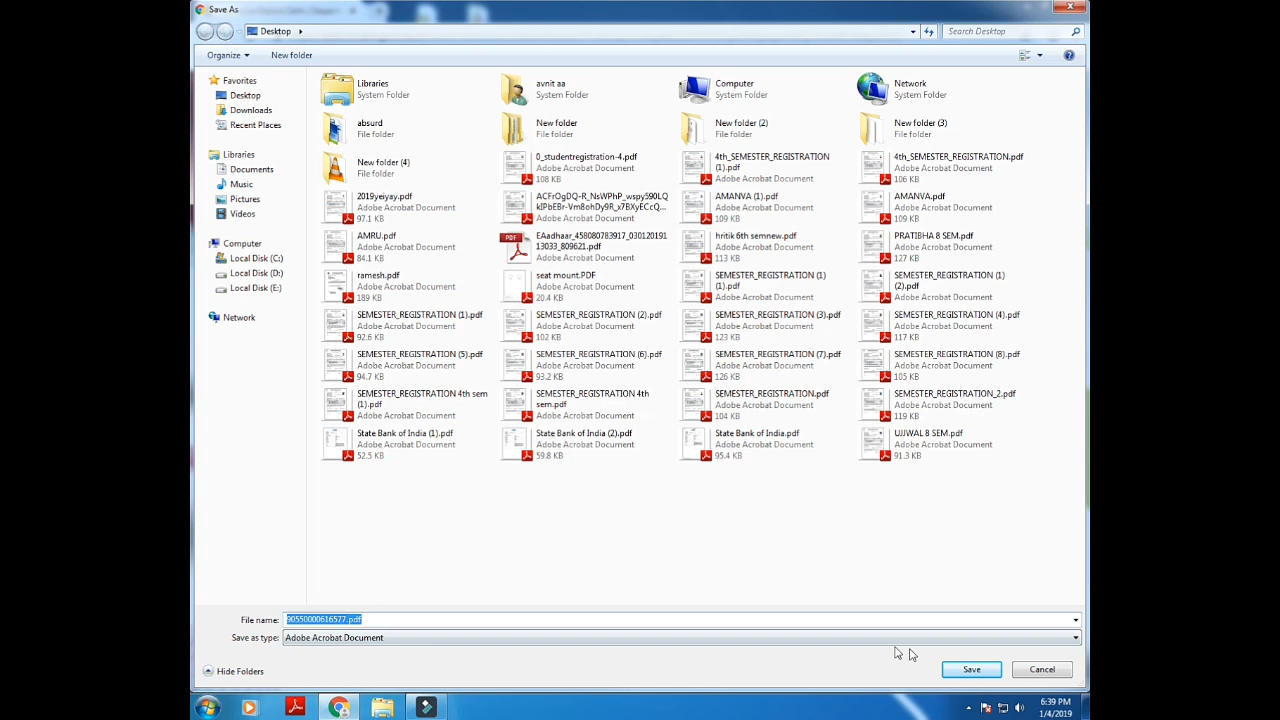 Save As
Desktop
Search Desktop
Organize
New folder
Favorites
Desktop
Downloads
Recent Places
Libraries
Documents
Music
Pictures
Videos
Computer
Local Disk (C:)
Local Disk (D:)
Local Disk (E:)
Network
Libraries
System Folder
avnit aa
System Folder
Computer
System Folder
Network
System Folder
absurd
File folder
New folder
File folder
New folder (2)
File folder
New folder (3)
File folder
New folder (4)
File folder
0_studentregistration-4.pdf
Adobe Acrobat Document
108 KB
4th_SEMESTER_REGISTRATION
(1).pdf
Adobe Acrobat Document
4th_SEMESTER_REGISTRATION.pdf
Adobe Acrobat Document
106 KB
2019yeiyay.pdf
Adobe Acrobat Document
97.1 KB
Adobe Acrobat Document
AMANVA (1).pdf
Adobe Acrobat Document
109 KB
AMANVA.pdf
Adobe Acrobat Document
109 KB
AMRU.pdf
Adobe Acrobat Document
84.1 KB
PDF
EAadhaar_458080783917_030120191
13033_809621.pdf
Adobe Acrobat Document
hritik 6th semnew.pdf
Adobe Acrobat Document
113 KB
PRATIBHA 8 SEM.pdf
Adobe Acrobat Document
127 KB
ramesh.pdf
Adobe Acrobat Document
189 KB
seat mount.PDF
Adobe Acrobat Document
20.4 KB
SEMESTER_REGISTRATION (1)
(1).pdf
Adobe Acrobat Document
SEMESTER_REGISTRATION (1)
(2).pdf
Adobe Acrobat Document
SEMESTER_REGISTRATION (1).pdf
Adobe Acrobat Document
92.6 KB
SEMESTER_REGISTRATION (2).pdf
Adobe Acrobat Document
102 KB
SEMESTER_REGISTRATION (3).pdf
Adobe Acrobat Document
123 KB
SEMESTER_REGISTRATION (4).pdf
Adobe Acrobat Document
117 KB
SEMESTER_REGISTRATION (5).pdf
Adobe Acrobat Document
94.7 KB
SEMESTER_REGISTRATION (6).pdf
Adobe Acrobat Document
93.2 KB
SEMESTER_REGISTRATION (7).pdf
Adobe Acrobat Document
126 KB
SEMESTER_REGISTRATION (8).pdf
Adobe Acrobat Document
105 KB
SEMESTER_REGISTRATION 4th sem
(1).pdf
Adobe Acrobat Document
SEMESTER_REGISTRATION 4th
sem.pdf
Adobe Acrobat Document
SEMESTER_REGISTRATION.pdf
Adobe Acrobat Document
104 KB
SEMESTER_REGISTRATION_2.pdf
Adobe Acrobat Document
119 KB
State Bank of India (1).pdf
Adobe Acrobat Document
52.5 KB
State Bank of India (2).pdf
Adobe Acrobat Document
59.8 KB
State Bank of India.pdf
Adobe Acrobat Document
95.4 KB
UJJWAL 8 SEM.pdf
Adobe Acrobat Document
91.3 KB
File name: 90550000616577.pdf
Save as type: Adobe Acrobat Document
Hide Folders
Save
Cancel
6:39 PM
1/4/2019